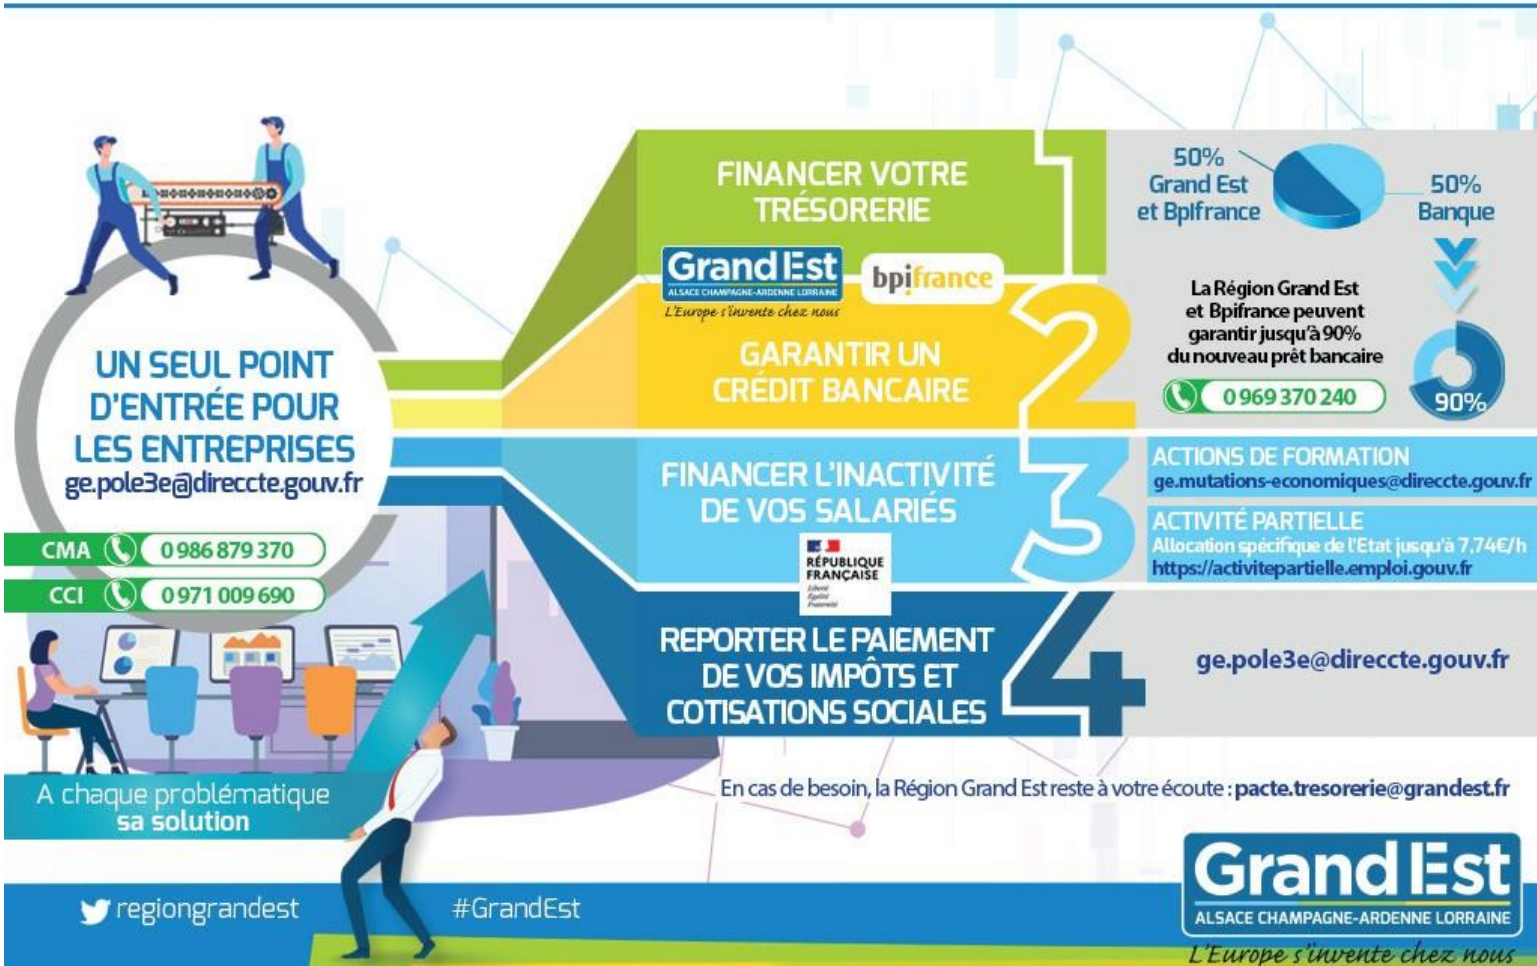 UN SEUL POINT
D'ENTRÉE POUR
LES ENTREPRISES
ge.pole3e@direccte.gouv.fr
CMA 0 986 879 370
CCI 0 971 009 690
A chaque problématique
sa solution
FINANCER VOTRE
TRÉSORERIE
1
Grand Est
ALSACE CHAMPAGNE-ARDENNE LORRAINE
L'Europe s'invente chez nous
bpifrance
50%
Grand Est
et BpIfrance
50%
Banque
GARANTIR UN
CRÉDIT BANCAIRE
2
La Région Grand Est
et Bpifrance peuvent
garantir jusqu'à 90%
du nouveau prêt bancaire
0 969 370 240
90%
FINANCER L'INACTIVITÉ
DE VOS SALARIÉS
3
RÉPUBLIQUE
FRANÇAISE
Liberté
Égalité
Fraternité
ACTIONS DE FORMATION
ge.mutations-economiques@direccte.gouv.fr
ACTIVITÉ PARTIELLE
Allocation spécifique de l'Etat jusqu'à 7,74€/h
https://activitepartielle.emploi.gouv.fr
REPORTER LE PAIEMENT
DE VOS IMPÔTS ET
COTISATIONS SOCIALES
4
ge.pole3e@direccte.gouv.fr
En cas de besoin, la Région Grand Est reste à votre écoute : pacte.tresorerie@grandest.fr
regiongrandest
#GrandEst
Grand Est
ALSACE CHAMPAGNE-ARDENNE LORRAINE
L'Europe s'invente chez nous